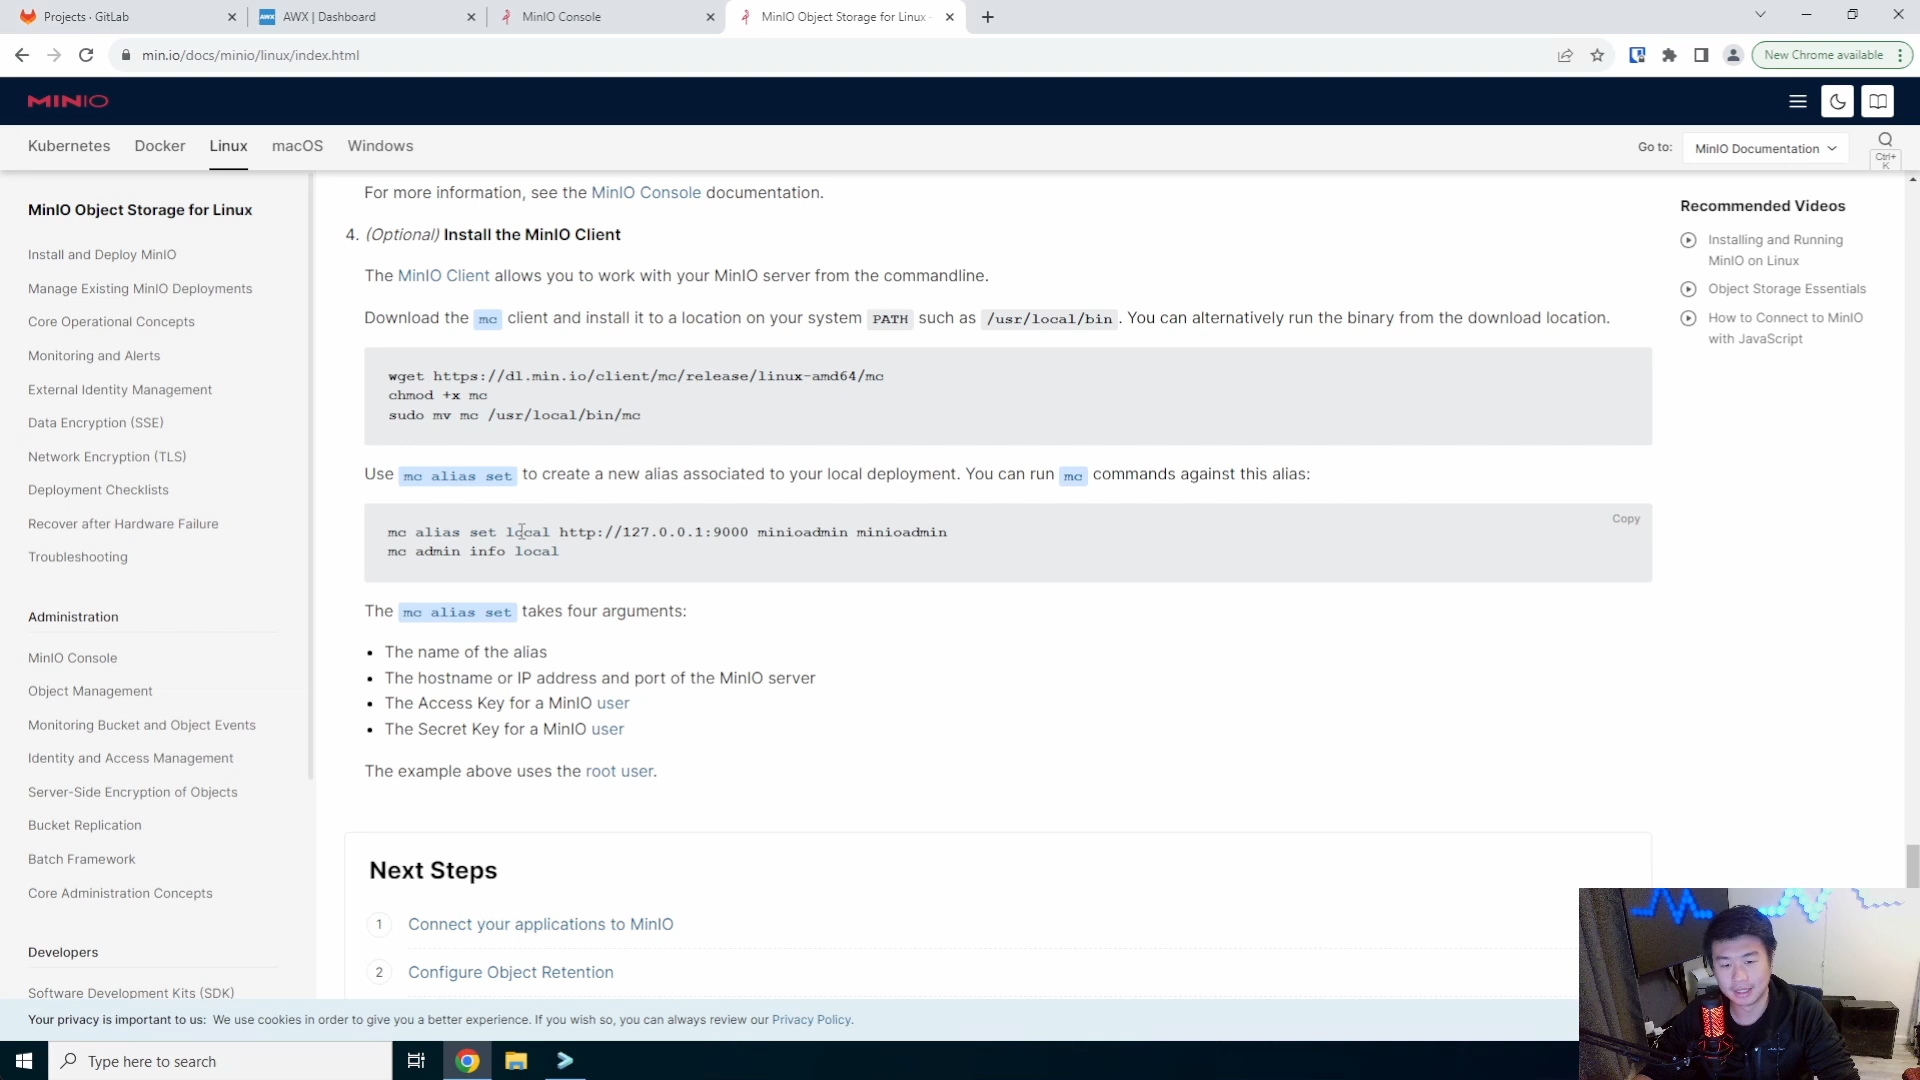 Projects · GitLab
AWX | Dashboard
MinIO Console
MinIO Object Storage for Linux
min.io/docs/minio/linux/index.html
New Chrome available
MINIO
Kubernetes Docker Linux macOS Windows
Go to: MinIO Documentation
Ctrl+
K
MinIO Object Storage for Linux
Install and Deploy MinIO
Manage Existing MinIO Deployments
Core Operational Concepts
Monitoring and Alerts
External Identity Management
Data Encryption (SSE)
Network Encryption (TLS)
Deployment Checklists
Recover after Hardware Failure
Troubleshooting
Administration
MinIO Console
Object Management
Monitoring Bucket and Object Events
Identity and Access Management
Server-Side Encryption of Objects
Bucket Replication
Batch Framework
Core Administration Concepts
Developers
Software Development Kits (SDK)
For more information, see the MinIO Console documentation.
4. (Optional) Install the MinIO Client
The MinIO Client allows you to work with your MinIO server from the commandline.
Download the mc client and install it to a location on your system PATH such as /usr/local/bin. You can alternatively run the binary from the download location.
wget https://dl.min.io/client/mc/release/linux-amd64/mc
chmod +x mc
sudo mv mc /usr/local/bin/mc
Use mc alias set to create a new alias associated to your local deployment. You can run mc commands against this alias:
Copy
mc alias set local http://127.0.0.1:9000 minioadmin minioadmin
mc admin info local
The mc alias set takes four arguments:
• The name of the alias
• The hostname or IP address and port of the MinIO server
• The Access Key for a MinIO user
• The Secret Key for a MinIO user
The example above uses the root user.
Next Steps
1 Connect your applications to MinIO
2 Configure Object Retention
Recommended Videos
Installing and Running
MinIO on Linux
Object Storage Essentials
How to Connect to MinIO
with JavaScript
Your privacy is important to us: We use cookies in order to give you a better experience. If you wish so, you can always review our Privacy Policy.
Type here to search